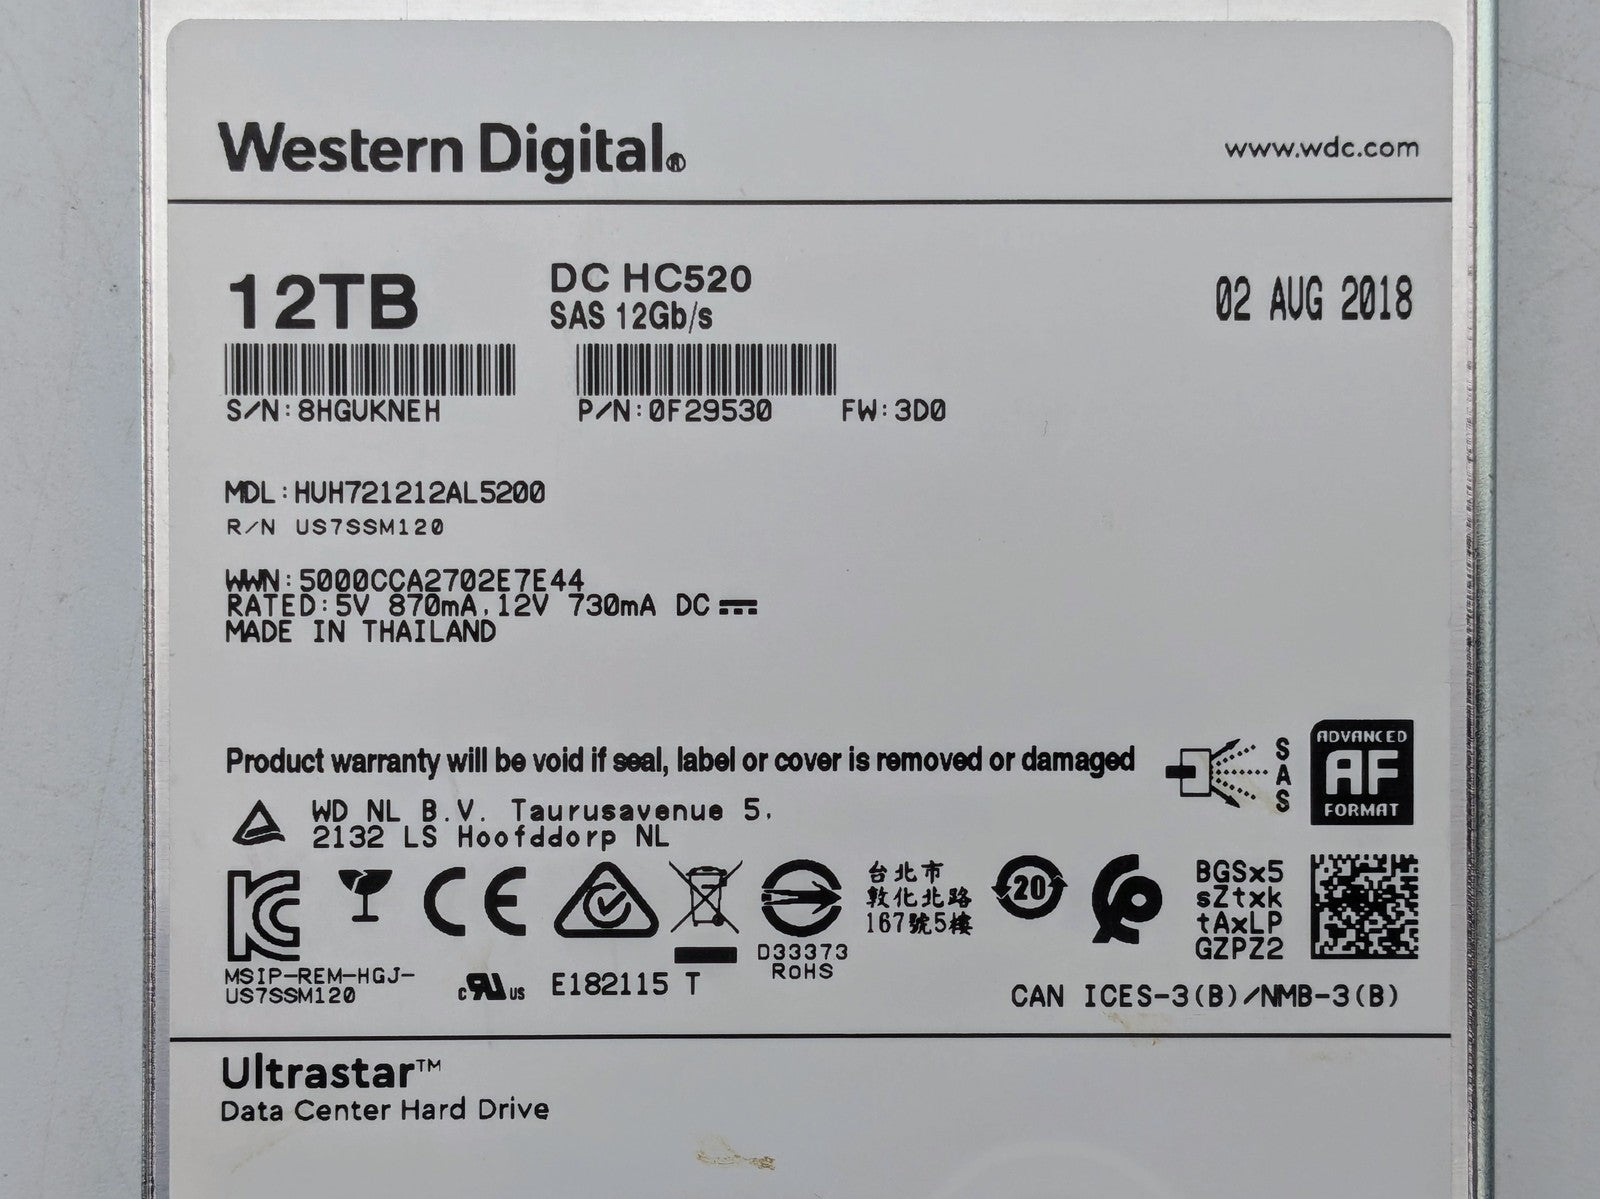 Western Digital®
www.wdc.com
12TB
DC HC520
SAS 12Gb/s
02 AUG 2018
S/N:8HGUKNEH
P/N:0F29530
FW:3D0
MDL:HUH721212AL5200
R/N US7SSM120
WWN:5000CCA2702E7E44
RATED:5V 870mA,12V 730mA DC
MADE IN THAILAND
Product warranty will be void if seal, label or cover is removed or damaged
SAS
ADVANCED
AF
FORMAT
WD NL B.V. Taurusavenue 5,
2132 LS Hoofddorp NL
CE
D33373
RoHS
台北市
敦化北路
167號5樓
20
BGSx5
sZtxk
tAxLP
GZPZ2
MSIP-REM-HGJ-
US7SSM120
c UR us
E182115 T
CAN ICES-3(B)/NMB-3(B)
Ultrastar™
Data Center Hard Drive